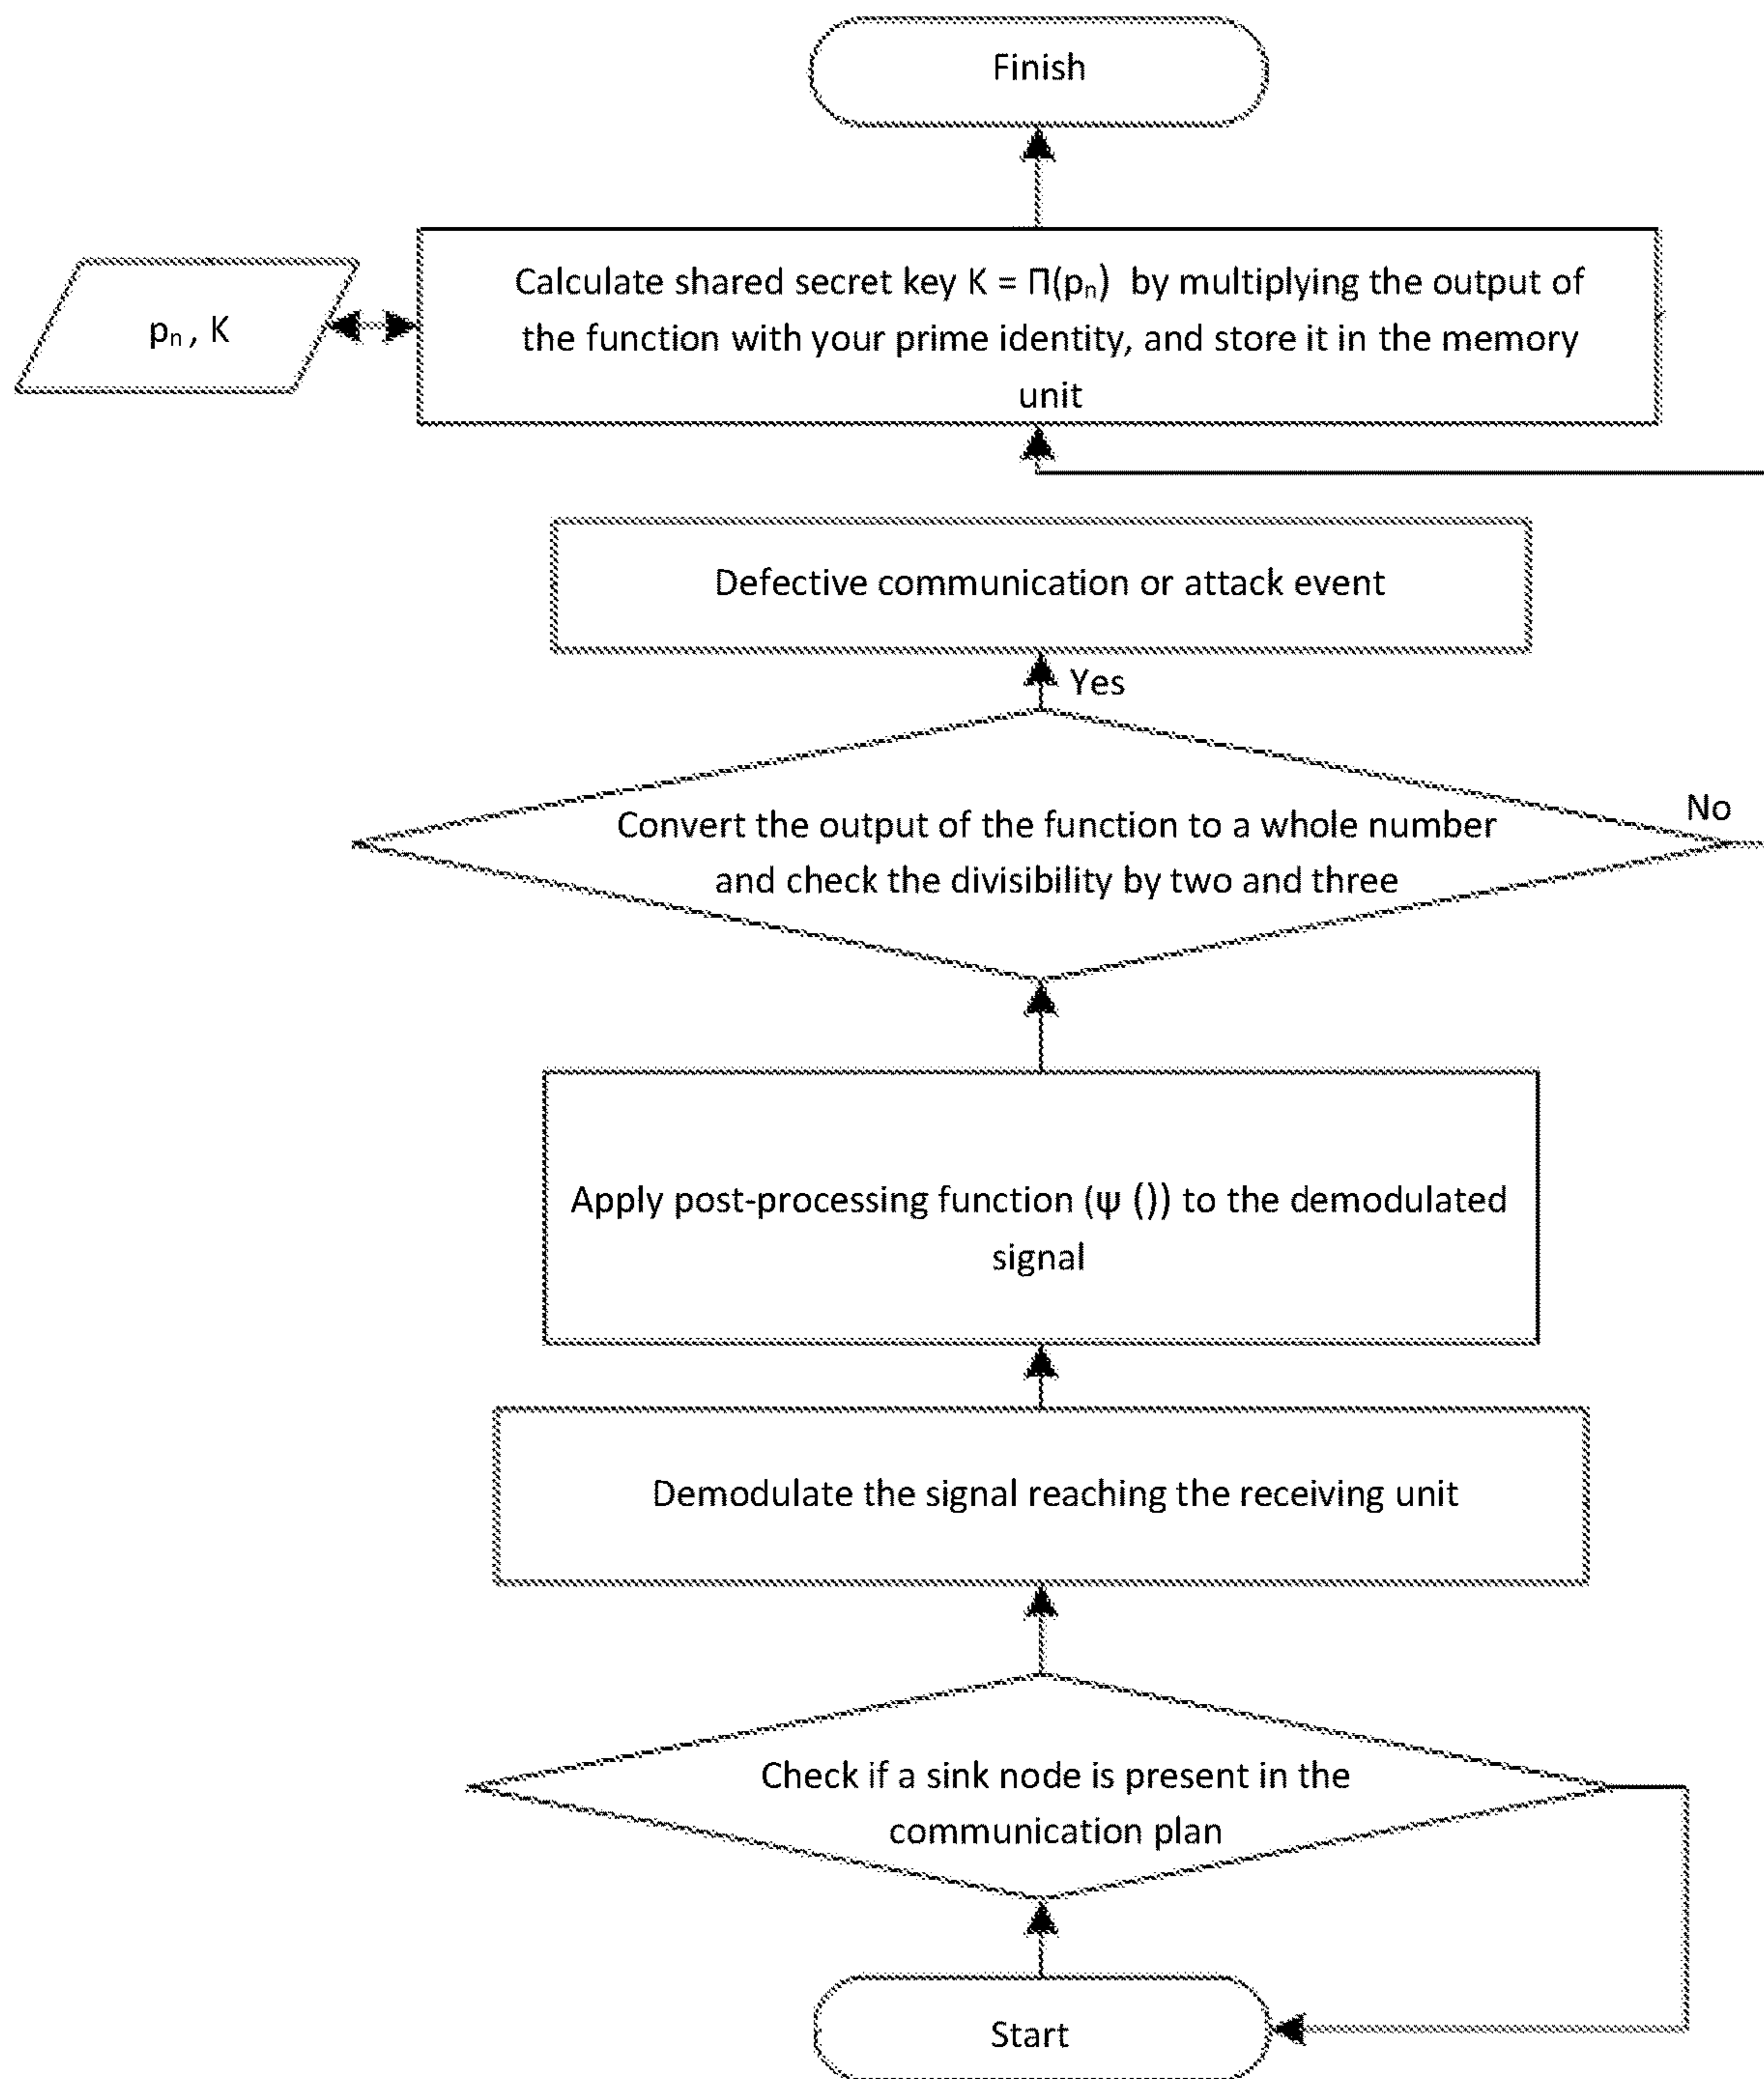 Finish
Calculate shared secret key K = Π(pₙ) by multiplying the output of
the function with your prime identity, and store it in the memory
unit
pₙ , K
Defective communication or attack event
Yes
Convert the output of the function to a whole number
and check the divisibility by two and three
No
Apply post-processing function (ψ ()) to the demodulated
signal
Demodulate the signal reaching the receiving unit
Check if a sink node is present in the
communication plan
Start